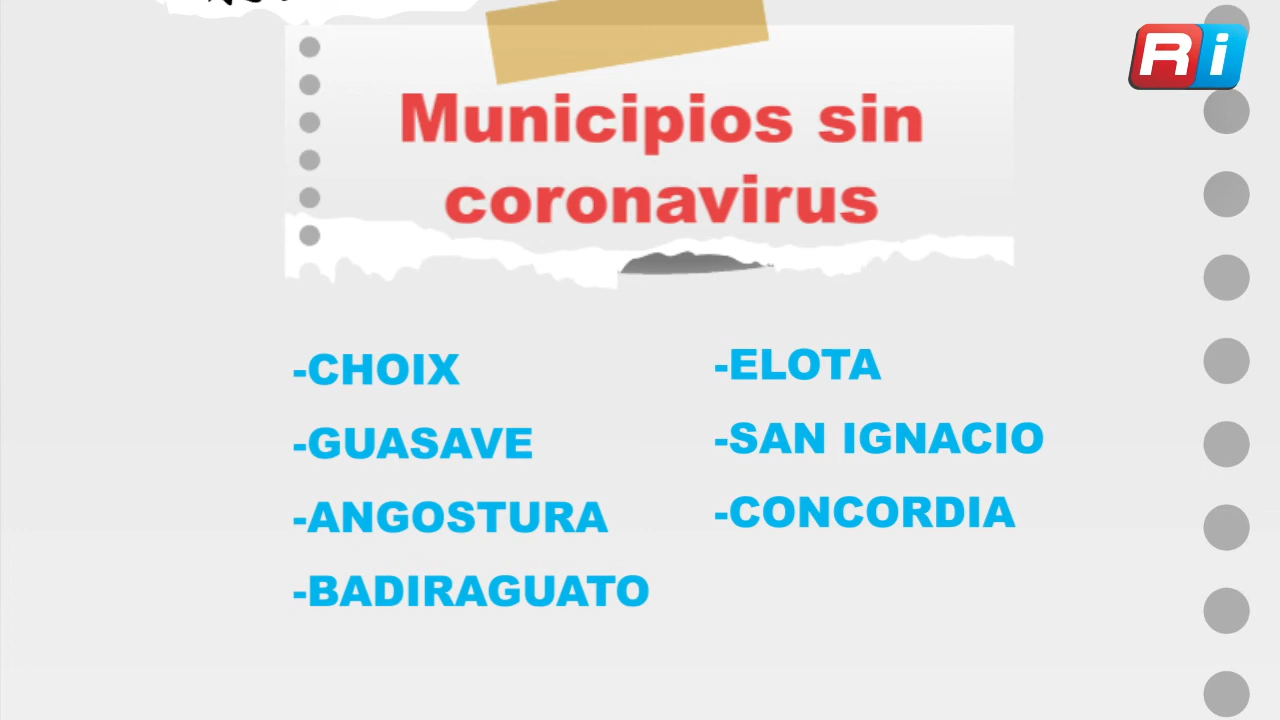 Ri
Municipios sin
coronavirus
-CHOIX
-GUASAVE
-ANGOSTURA
-BADIRAGUATO
-ELOTA
-SAN IGNACIO
-CONCORDIA